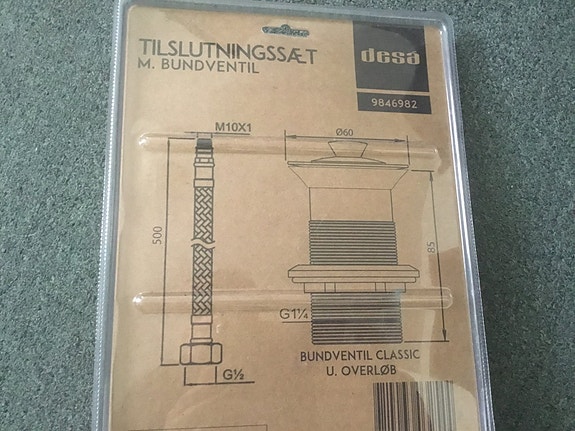 TILSLUTNINGSSÆT
M. BUNDVENTIL
desa
9846982
M10X1
Ø60
500
85
G1¼
G½
BUNDVENTIL CLASSIC
U. OVERLØB